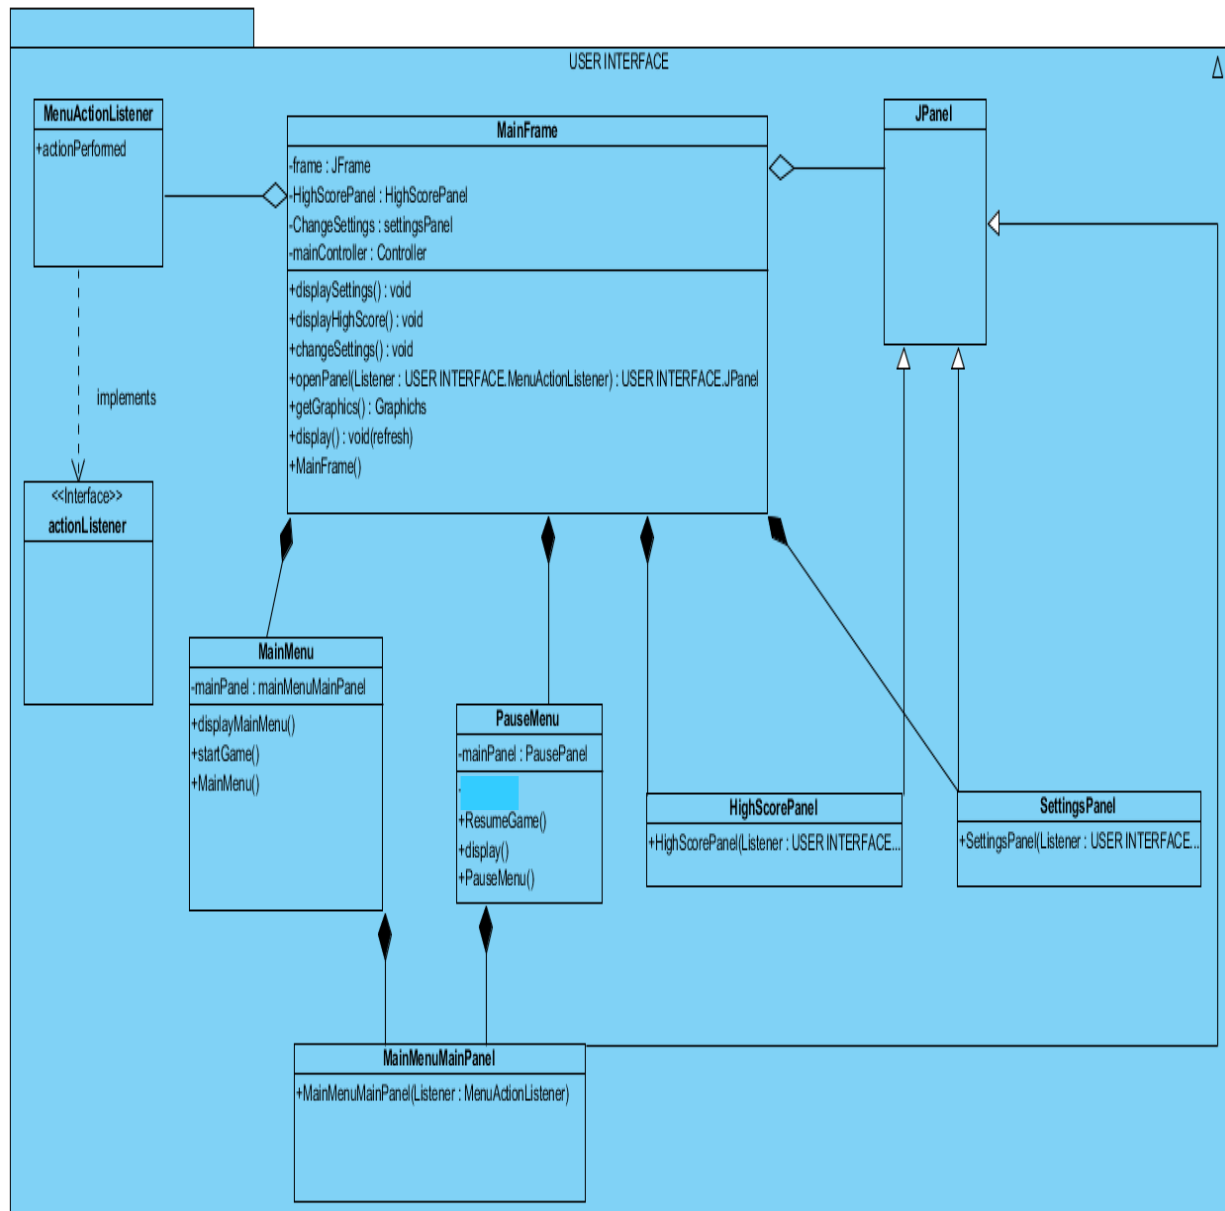 USER INTERFACE
MenuActionListener
+actionPerformed
MainFrame
-frame : JFrame
-HighScorePanel : HighScorePanel
-ChangeSettings : settingsPanel
-mainController : Controller
+displaySettings() : void
+displayHighScore() : void
+changeSettings() : void
+openPanel(Listener : USER INTERFACE.MenuActionListener) : USER INTERFACE.JPanel
+getGraphics() : Graphichs
+display() : void(refresh)
+MainFrame()
JPanel
implements
<<Interface>>
actionListener
MainMenu
-mainPanel : mainMenuMainPanel
+displayMainMenu()
+startGame()
+MainMenu()
PauseMenu
-mainPanel : PausePanel
-
+ResumeGame()
+display()
+PauseMenu()
HighScorePanel
+HighScorePanel(Listener : USER INTERFACE...
SettingsPanel
+SettingsPanel(Listener : USER INTERFACE...
MainMenuMainPanel
+MainMenuMainPanel(Listener : MenuActionListener)